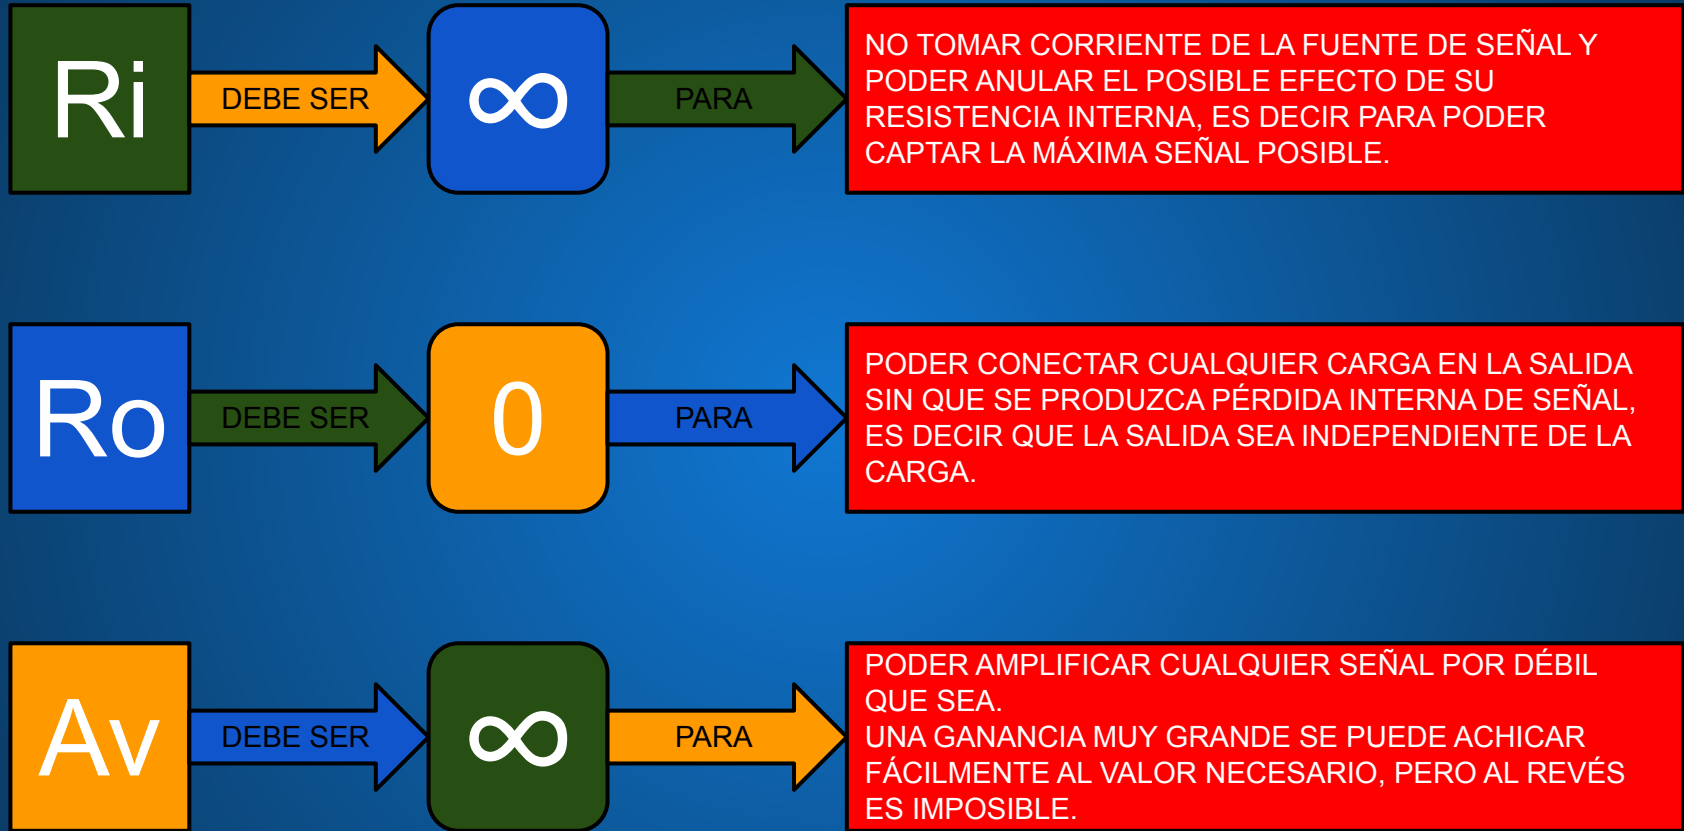 Ri
DEBE SER
∞
PARA
NO TOMAR CORRIENTE DE LA FUENTE DE SEÑAL Y
PODER ANULAR EL POSIBLE EFECTO DE SU
RESISTENCIA INTERNA, ES DECIR PARA PODER
CAPTAR LA MÁXIMA SEÑAL POSIBLE.
Ro
DEBE SER
0
PARA
PODER CONECTAR CUALQUIER CARGA EN LA SALIDA
SIN QUE SE PRODUZCA PÉRDIDA INTERNA DE SEÑAL,
ES DECIR QUE LA SALIDA SEA INDEPENDIENTE DE LA
CARGA.
Av
DEBE SER
∞
PARA
PODER AMPLIFICAR CUALQUIER SEÑAL POR DÉBIL
QUE SEA.
UNA GANANCIA MUY GRANDE SE PUEDE ACHICAR
FÁCILMENTE AL VALOR NECESARIO, PERO AL REVÉS
ES IMPOSIBLE.